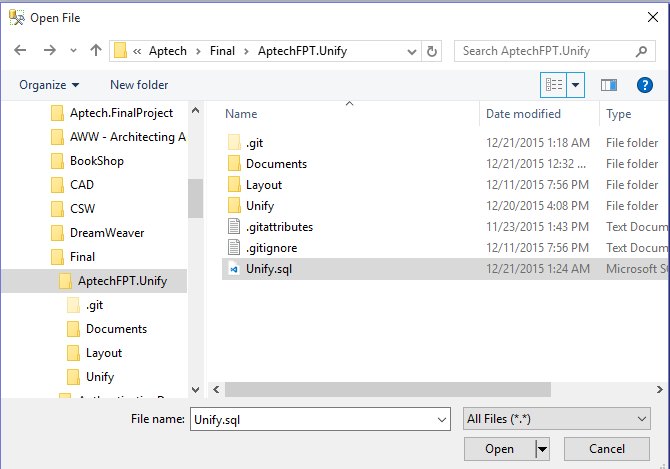 Open File
« Aptech > Final > AptechFPT.Unify
Search AptechFPT.Unify
Organize New folder
Name Date modified Type
Aptech.FinalProject
AWW - Architecting A
BookShop
CAD
CSW
DreamWeaver
Final
AptechFPT.Unify
.git
Documents
Layout
Unify
.git 12/21/2015 1:18 AM File folder
Documents 12/21/2015 12:32 ... File folder
Layout 12/11/2015 7:56 PM File folder
Unify 12/20/2015 4:08 PM File folder
.gitattributes 11/23/2015 1:43 PM Text Docum
.gitignore 12/11/2015 7:56 PM Text Docum
Unify.sql 12/21/2015 1:24 AM Microsoft SQ
File name: Unify.sql All Files (*.*)
Open Cancel